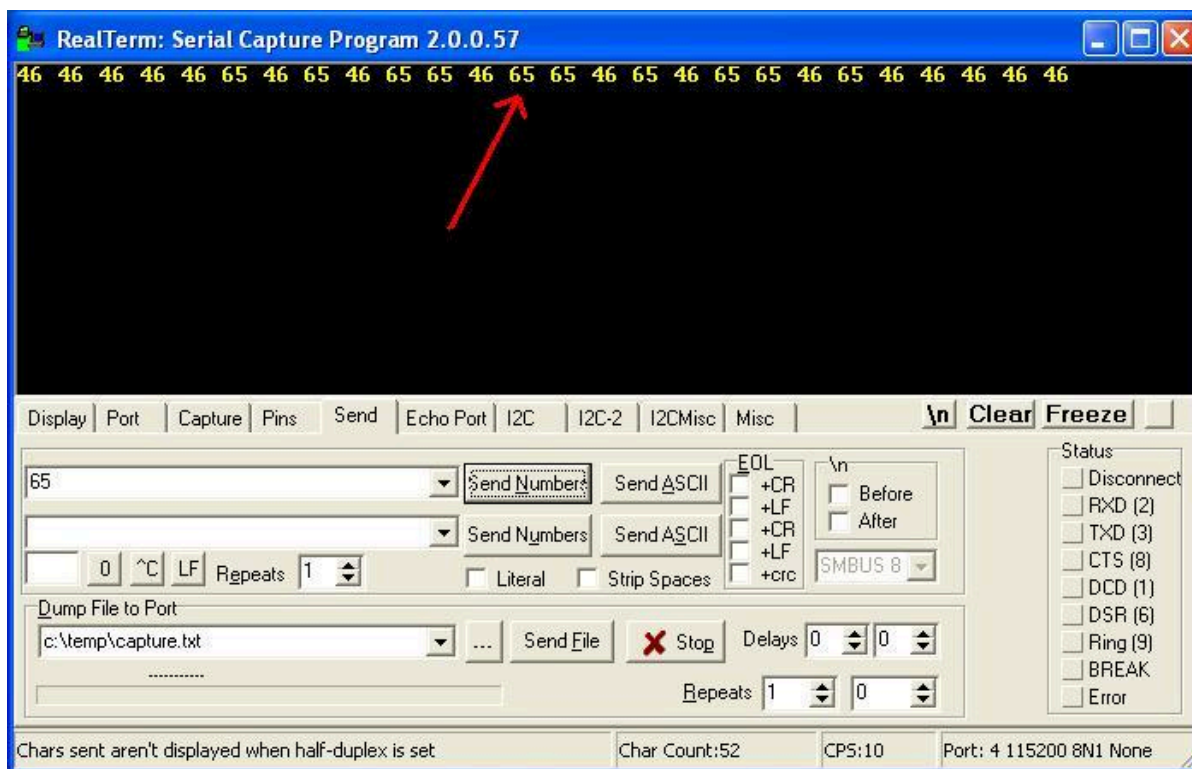 RealTerm: Serial Capture Program 2.0.0.57
46 46 46 46 46 65 46 65 46 65 65 46 65 65 46 65 46 65 65 46 65 46 46 46 46 46
Display Port Capture Pins Send Echo Port I2C I2C-2 I2CMisc Misc \n Clear Freeze
65 Send Numbers Send ASCII
EOL
+CR
+LF
+CR
+LF
+crc
\n
Before
After
Send Numbers Send ASCII
SMBUS 8
0 ^C LF Repeats 1 Literal Strip Spaces
Dump File to Port
c:\temp\capture.txt ... Send File Stop Delays 0 0
-----------
Repeats 1 0
Status
Disconnect
RXD (2)
TXD (3)
CTS (8)
DCD (1)
DSR (6)
Ring (9)
BREAK
Error
Chars sent aren't displayed when half-duplex is set Char Count:52 CPS:10 Port: 4 115200 8N1 None